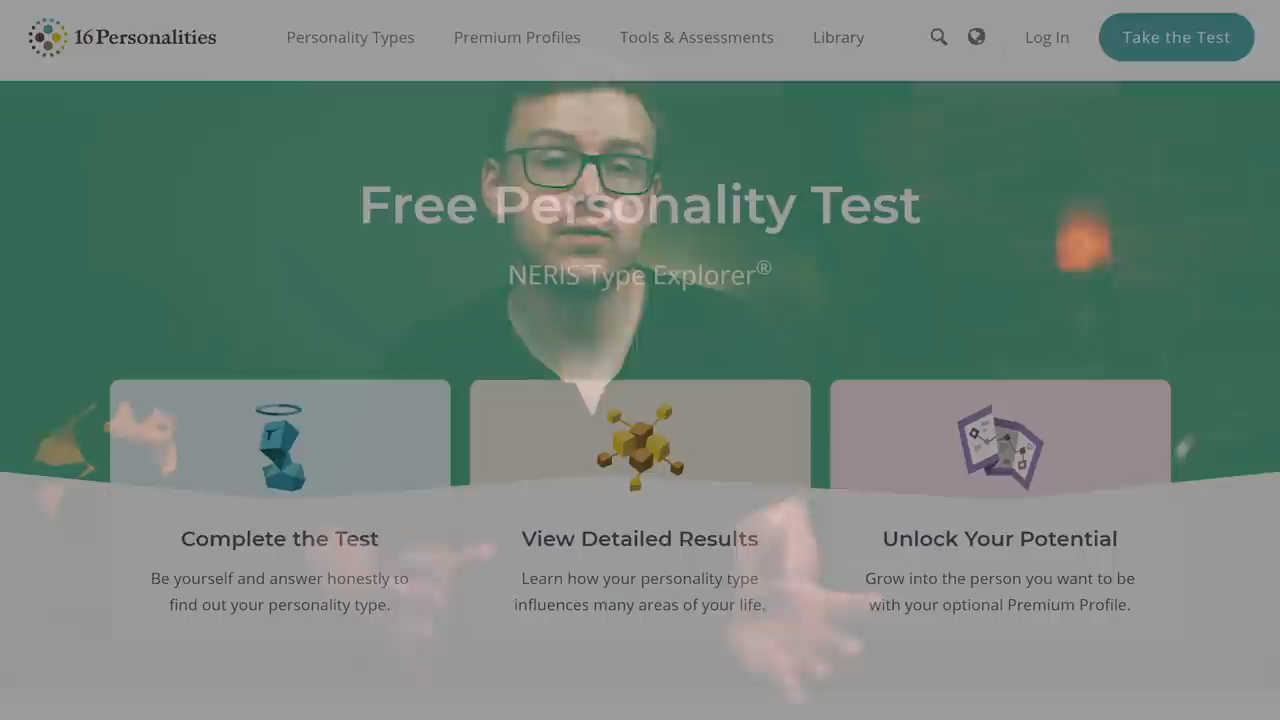 16Personalities
Personality Types
Premium Profiles
Tools & Assessments
Library
Log In
Take the Test
Free Personality Test
NERIS Type Explorer®
Complete the Test
Be yourself and answer honestly to
find out your personality type.
View Detailed Results
Learn how your personality type
influences many areas of your life.
Unlock Your Potential
Grow into the person you want to be
with your optional Premium Profile.